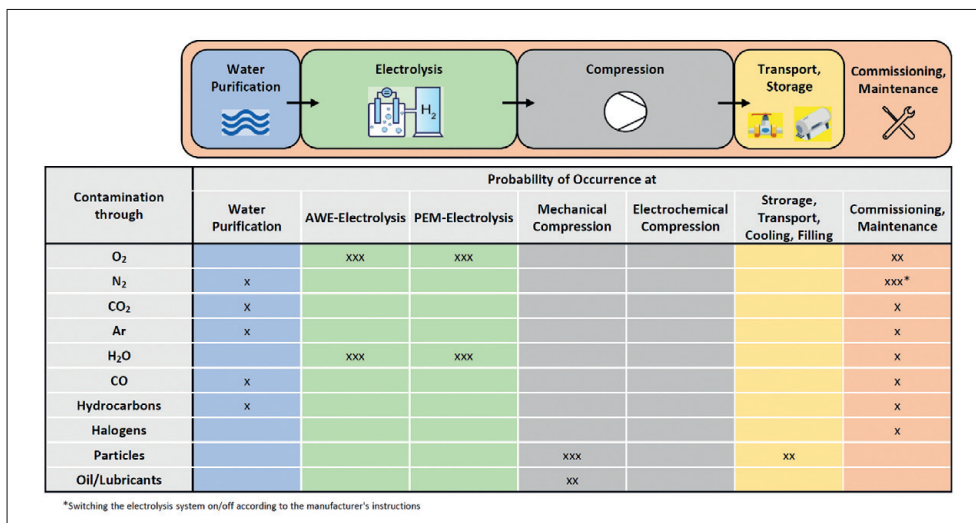 Water
Purification
Electrolysis
H2
Compression
Transport,
Storage
Commissioning,
Maintenance
Contamination
through
Probability of Occurrence at
Water
Purification
AWE-Electrolysis
PEM-Electrolysis
Mechanical
Compression
Electrochemical
Compression
Strorage,
Transport,
Cooling, Filling
Commissioning,
Maintenance
O₂ xxx xxx xx
N₂ x xxx*
CO₂ x x
Ar x x
H₂O xxx xxx x
CO x x
Hydrocarbons x x
Halogens x
Particles xxx xx
Oil/Lubricants xx
*Switching the electrolysis system on/off according to the manufacturer's instructions